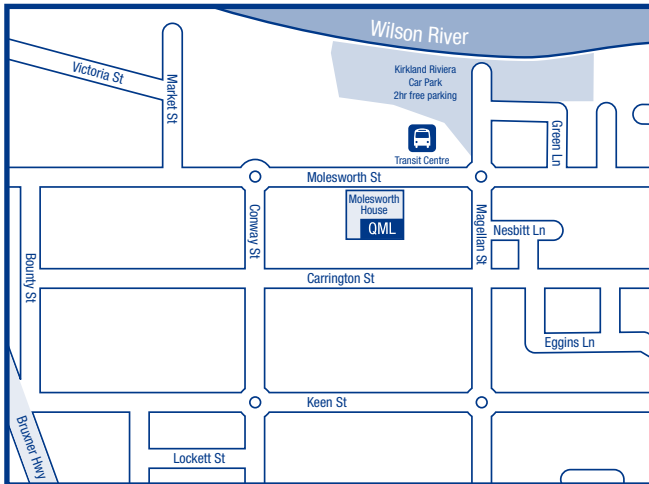 Wilson River
Kirkland Riviera
Car Park
2hr free parking
Victoria St
Market St
Green Ln
Transit Centre
Molesworth St
Molesworth
House
QML
Conway St
Magellan St
Nesbitt Ln
Bounty St
Carrington St
Eggins Ln
Keen St
Bruxner Hwy
Lockett St